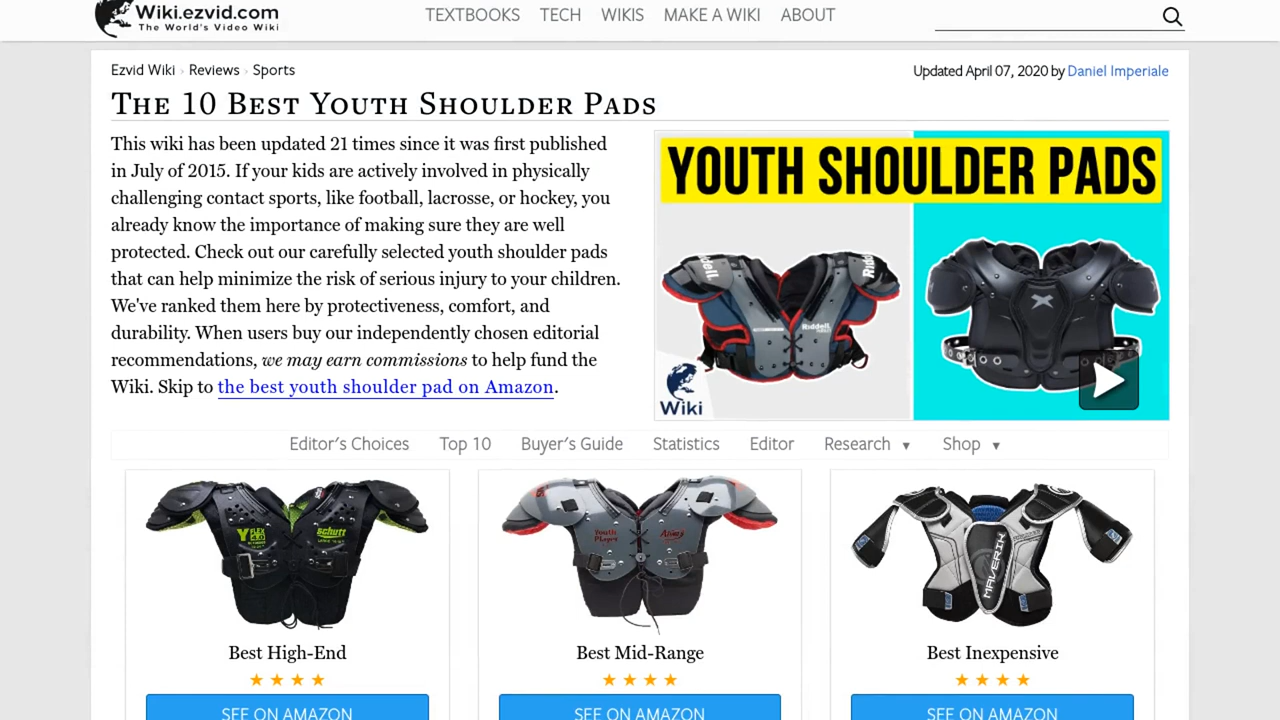 Wiki.ezvid.com
The World's Video Wiki
TEXTBOOKS TECH WIKIS MAKE A WIKI ABOUT
Ezvid Wiki › Reviews › Sports
Updated April 07, 2020 by Daniel Imperiale
The 10 Best Youth Shoulder Pads
This wiki has been updated 21 times since it was first published
in July of 2015. If your kids are actively involved in physically
challenging contact sports, like football, lacrosse, or hockey, you
already know the importance of making sure they are well
protected. Check out our carefully selected youth shoulder pads
that can help minimize the risk of serious injury to your children.
We've ranked them here by protectiveness, comfort, and
durability. When users buy our independently chosen editorial
recommendations, we may earn commissions to help fund the
Wiki. Skip to the best youth shoulder pad on Amazon.
YOUTH SHOULDER PADS
Riddell
Riddell
X
Wiki
Editor's Choices Top 10 Buyer's Guide Statistics Editor Research ▼ Shop ▼
Y FLEX 4.0
schutt
Youth
Player
MAVERIK
Best High-End Best Mid-Range Best Inexpensive
★★★★ ★★★★ ★★★★
SEE ON AMAZON SEE ON AMAZON SEE ON AMAZON